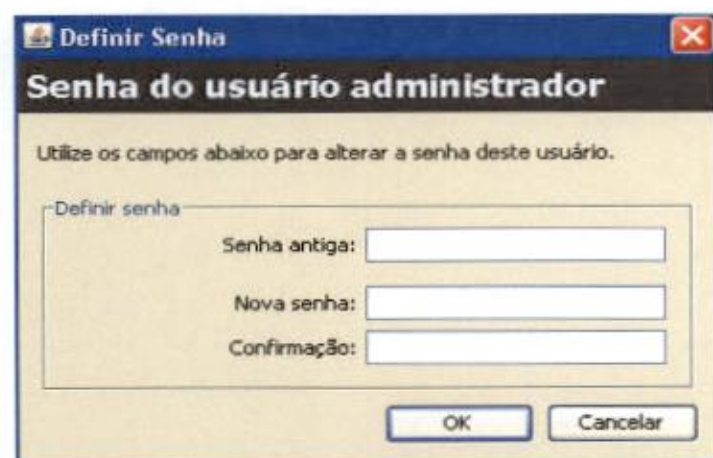 Definir Senha
Senha do usuário administrador
Utilize os campos abaixo para alterar a senha deste usuário.
Definir senha
Senha antiga:
Nova senha:
Confirmação:
OK
Cancelar